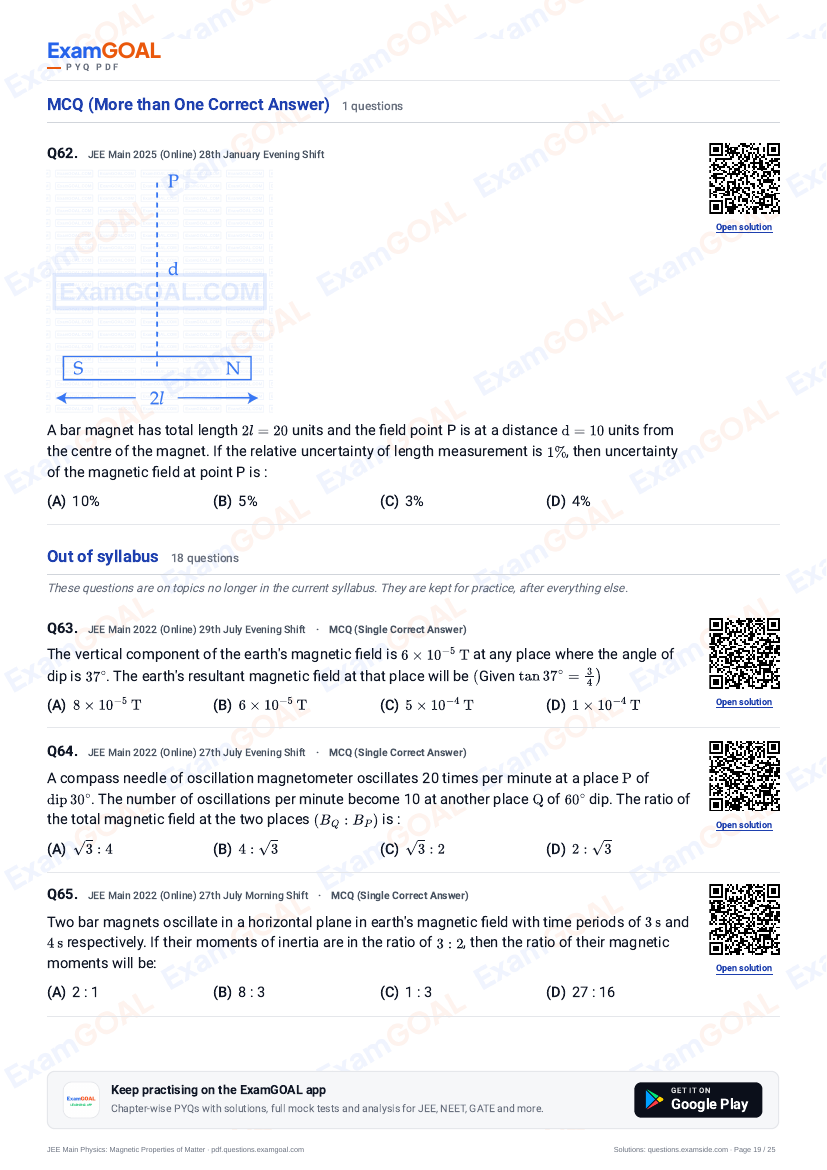 ExamGOAL
PYQ PDF
MCQ (More than One Correct Answer) 1 questions
Q62. JEE Main 2025 (Online) 28th January Evening Shift
Open solution
P
d
ExamGOAL.COM
S N
2l
A bar magnet has total length 2l = 20 units and the field point P is at a distance d = 10 units from
the centre of the magnet. If the relative uncertainty of length measurement is 1%, then uncertainty
of the magnetic field at point P is :
(A) 10% (B) 5% (C) 3% (D) 4%
Out of syllabus 18 questions
These questions are on topics no longer in the current syllabus. They are kept for practice, after everything else.
Q63. JEE Main 2022 (Online) 29th July Evening Shift · MCQ (Single Correct Answer)
The vertical component of the earth's magnetic field is 6 × 10⁻⁵ T at any place where the angle of
dip is 37°. The earth's resultant magnetic field at that place will be (Given tan 37° = 3/4)
(A) 8 × 10⁻⁵ T (B) 6 × 10⁻⁵ T (C) 5 × 10⁻⁴ T (D) 1 × 10⁻⁴ T
Open solution
Q64. JEE Main 2022 (Online) 27th July Evening Shift · MCQ (Single Correct Answer)
A compass needle of oscillation magnetometer oscillates 20 times per minute at a place P of
dip 30°. The number of oscillations per minute become 10 at another place Q of 60° dip. The ratio of
the total magnetic field at the two places (B_Q : B_P) is :
(A) √3 : 4 (B) 4 : √3 (C) √3 : 2 (D) 2 : √3
Open solution
Q65. JEE Main 2022 (Online) 27th July Morning Shift · MCQ (Single Correct Answer)
Two bar magnets oscillate in a horizontal plane in earth's magnetic field with time periods of 3 s and
4 s respectively. If their moments of inertia are in the ratio of 3 : 2, then the ratio of their magnetic
moments will be:
(A) 2 : 1 (B) 8 : 3 (C) 1 : 3 (D) 27 : 16
Open solution
ExamGOAL
Keep practising on the ExamGOAL app
Chapter-wise PYQs with solutions, full mock tests and analysis for JEE, NEET, GATE and more.
GET IT ON
Google Play
JEE Main Physics: Magnetic Properties of Matter · pdf.questions.examgoal.com
Solutions: questions.examside.com · Page 19 / 25